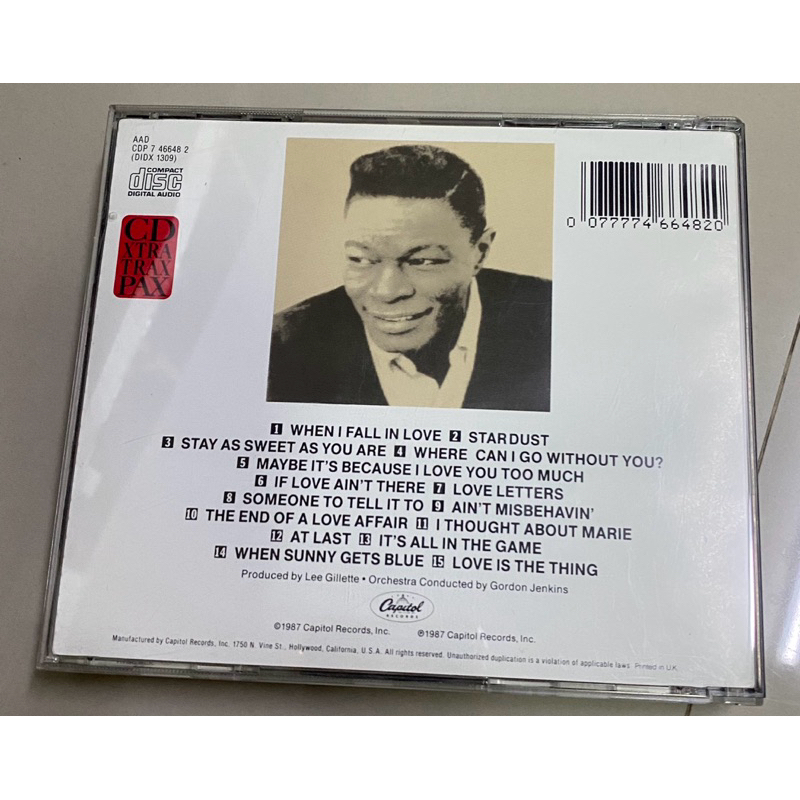 AAD
CDP 7 46648 2
(DIDX 1309)
COMPACT
disc
DIGITAL AUDIO
CD
XTRA
TRAX
PAX
0 077774 664820
1 WHEN I FALL IN LOVE 2 STARDUST
3 STAY AS SWEET AS YOU ARE 4 WHERE CAN I GO WITHOUT YOU?
5 MAYBE IT'S BECAUSE I LOVE YOU TOO MUCH
6 IF LOVE AIN'T THERE 7 LOVE LETTERS
8 SOMEONE TO TELL IT TO 9 AIN'T MISBEHAVIN'
10 THE END OF A LOVE AFFAIR 11 I THOUGHT ABOUT MARIE
12 AT LAST 13 IT'S ALL IN THE GAME
14 WHEN SUNNY GETS BLUE 15 LOVE IS THE THING
Produced by Lee Gillette • Orchestra Conducted by Gordon Jenkins
Capitol
RECORDS
©1987 Capitol Records, Inc. ℗1987 Capitol Records, Inc.
Manufactured by Capitol Records, Inc. 1750 N. Vine St., Hollywood, California, U.S.A. All rights reserved. Unauthorized duplication is a violation of applicable laws. Printed in U.K.